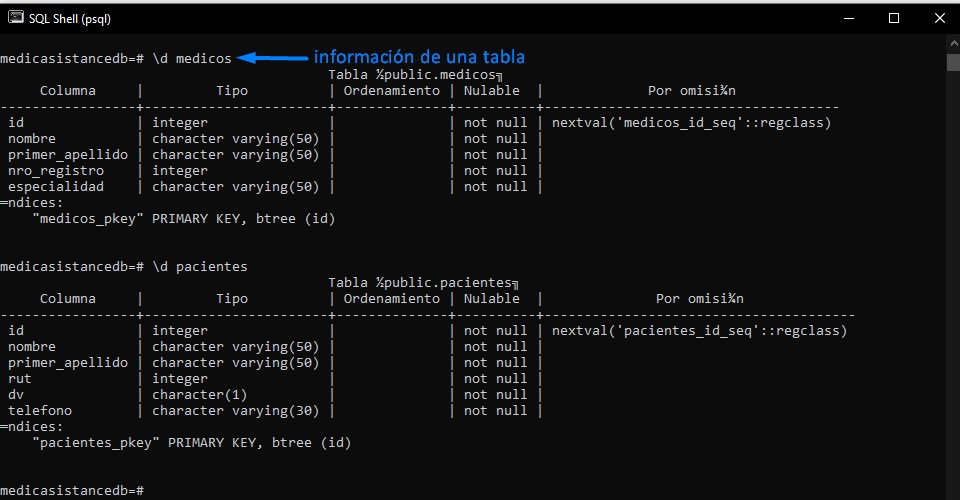 SQL Shell (psql)
medicasistancedb=# \d medicos información de una tabla
Tabla ¾public.medicos╗
Columna | Tipo | Ordenamiento | Nulable | Por omisi¾n
-----------------+-----------------------+--------------+----------+-------------------------------------
id | integer | | not null | nextval('medicos_id_seq'::regclass)
nombre | character varying(50) | | not null |
primer_apellido | character varying(50) | | not null |
nro_registro | integer | | not null |
especialidad | character varying(50) | | not null |
═ndices:
"medicos_pkey" PRIMARY KEY, btree (id)
medicasistancedb=# \d pacientes
Tabla ¾public.pacientes╗
Columna | Tipo | Ordenamiento | Nulable | Por omisi¾n
-----------------+-----------------------+--------------+----------+---------------------------------------
id | integer | | not null | nextval('pacientes_id_seq'::regclass)
nombre | character varying(50) | | not null |
primer_apellido | character varying(50) | | not null |
rut | integer | | not null |
dv | character(1) | | not null |
telefono | character varying(30) | | not null |
═ndices:
"pacientes_pkey" PRIMARY KEY, btree (id)
medicasistancedb=#